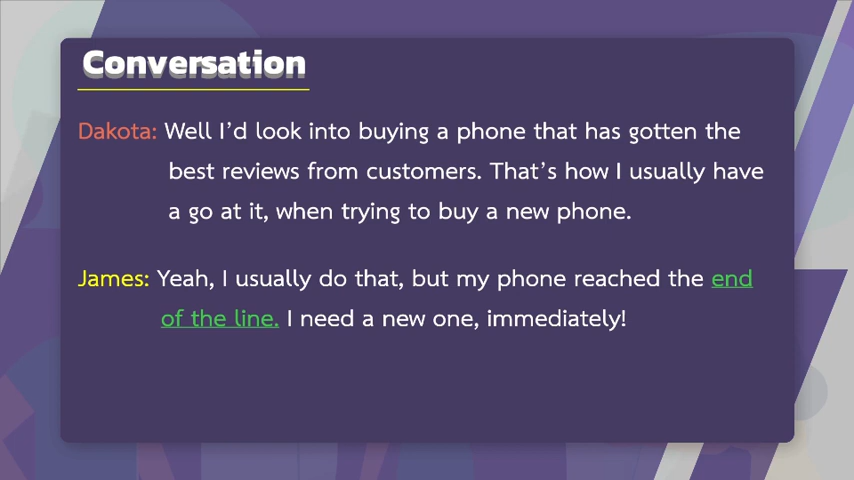 Conversation
Dakota: Well I'd look into buying a phone that has gotten the
best reviews from customers. That's how I usually have
a go at it, when trying to buy a new phone.
James: Yeah, I usually do that, but my phone reached the end
of the line. I need a new one, immediately!